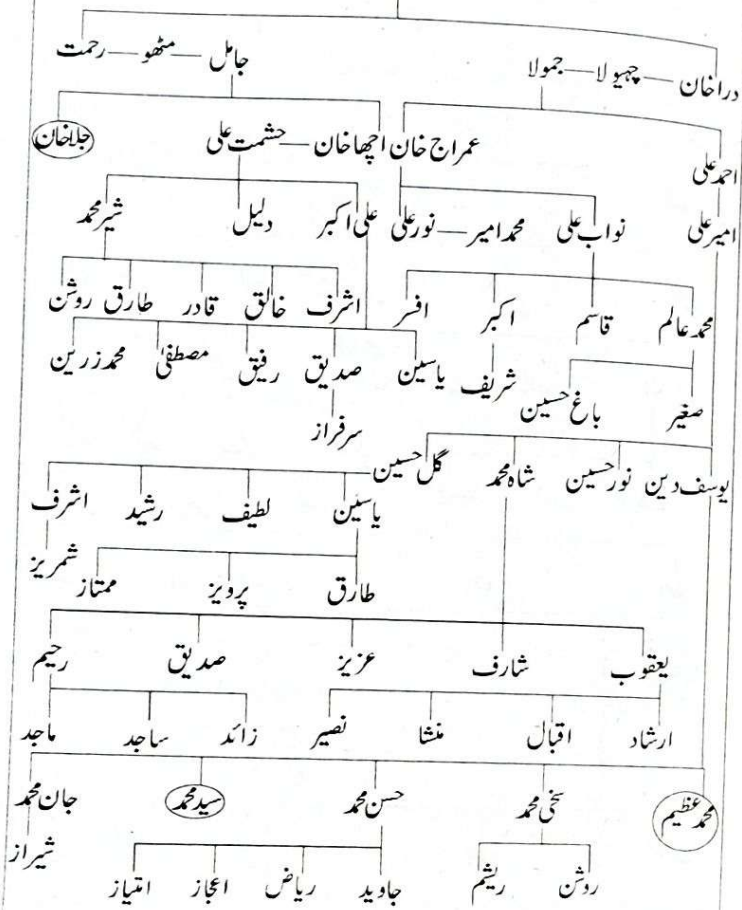 دراخان چہیولا جمولا جامل مٹھو رحمت
احمد علی عمراج خان اچھا خان حشمت علی جلاخان
امیر علی نواب علی محمد امیر نور علی علی اکبر دلیل شیر محمد
محمد عالم قاسم اکبر افسر اشرف خالق قادر طارق روشن
صغیر باغ حسین شریف یاسین صدیق رفیق مصطفیٰ محمد زرین
سرفراز
یوسف دین نور حسین شاہ محمد گل حسین
یاسین لطیف رشید اشرف
طارق پرویز ممتاز شمریز
یعقوب شارف عزیز صدیق رحیم
ارشاد اقبال منشا نصیر زائد ساجد ماجد
محمد عظیم سخی محمد حسن محمد سید محمد جان محمد
روشن ریشم جاوید ریاض اعجاز امتیاز شیراز